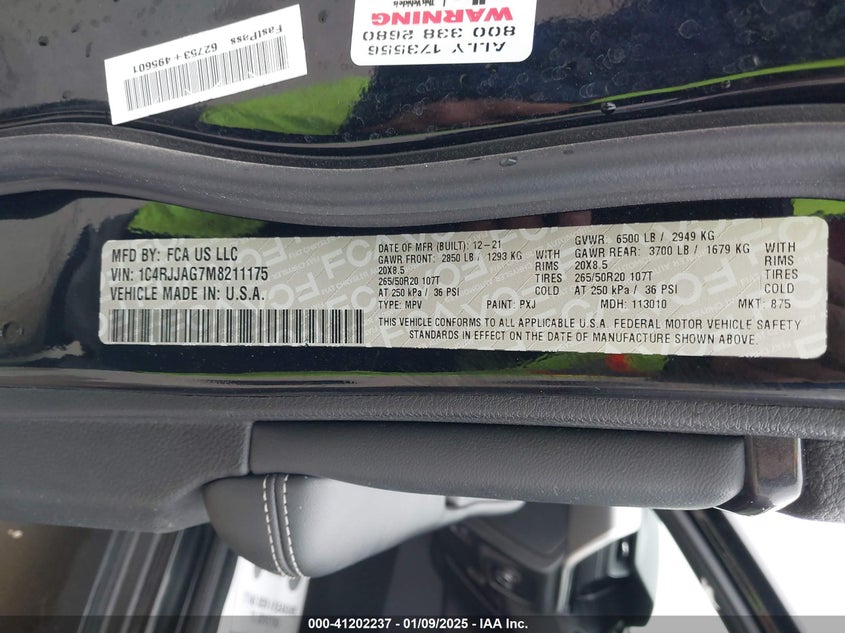 FastPass 62753+495601
This Vehicle is
WARNING
800 338 2680
ALLY 1735556
MFD BY: FCA US LLC
VIN: 1C4RJJAG7M8211175
VEHICLE MADE IN: U.S.A.
DATE OF MFR (BUILT): 12-21
GVWR: 6500 LB / 2949 KG
GAWR FRONT: 2850 LB / 1293 KG WITH
GAWR REAR: 3700 LB / 1679 KG WITH
20X8.5 RIMS
20X8.5 RIMS
265/50R20 107T TIRES
265/50R20 107T TIRES
AT 250 kPa / 36 PSI COLD
AT 250 kPa / 36 PSI COLD
TYPE: MPV PAINT: PXJ MDH: 113010 MKT: 875
THIS VEHICLE CONFORMS TO ALL APPLICABLE U.S.A. FEDERAL MOTOR VEHICLE SAFETY
STANDARDS IN EFFECT ON THE DATE OF MANUFACTURE SHOWN ABOVE.
000-41202237 - 01/09/2025 - IAA Inc.